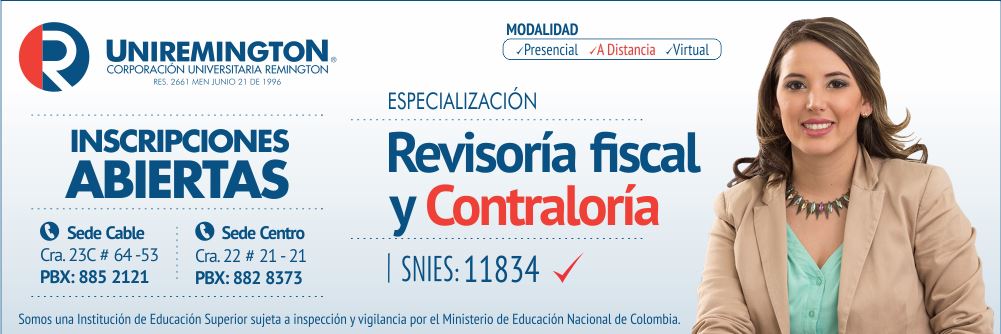 R UNIREMINGTON®
CORPORACIÓN UNIVERSITARIA REMINGTON
RES. 2661 MEN JUNIO 21 DE 1996
INSCRIPCIONES
ABIERTAS
Sede Cable
Cra. 23C # 64 -53
PBX: 885 2121
Sede Centro
Cra. 22 # 21 - 21
PBX: 882 8373
MODALIDAD
✓Presencial ✓A Distancia ✓Virtual
ESPECIALIZACIÓN
Revisoría fiscal
y Contraloría
| SNIES: 11834 ✓
Somos una Institución de Educación Superior sujeta a inspección y vigilancia por el Ministerio de Educación Nacional de Colombia.